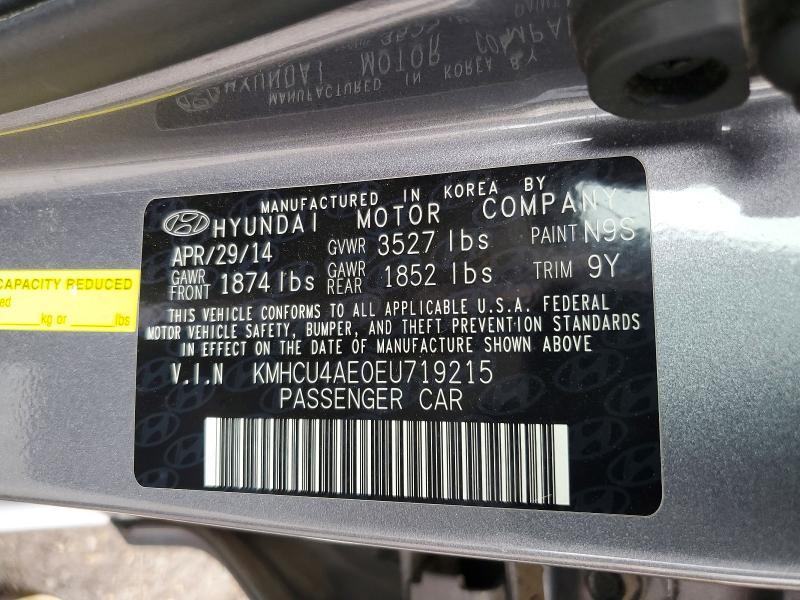 MANUFACTURED IN KOREA BY
HYUNDAI MOTOR COMPANY
APR/29/14 GVWR 3527 lbs PAINT N9S
GAWR FRONT 1874 lbs GAWR REAR 1852 lbs TRIM 9Y
THIS VEHICLE CONFORMS TO ALL APPLICABLE U.S.A. FEDERAL
MOTOR VEHICLE SAFETY, BUMPER, AND THEFT PREVENTION STANDARDS
IN EFFECT ON THE DATE OF MANUFACTURE SHOWN ABOVE
V.I.N KMHCU4AE0EU719215
PASSENGER CAR
CAPACITY REDUCED
kg or lbs